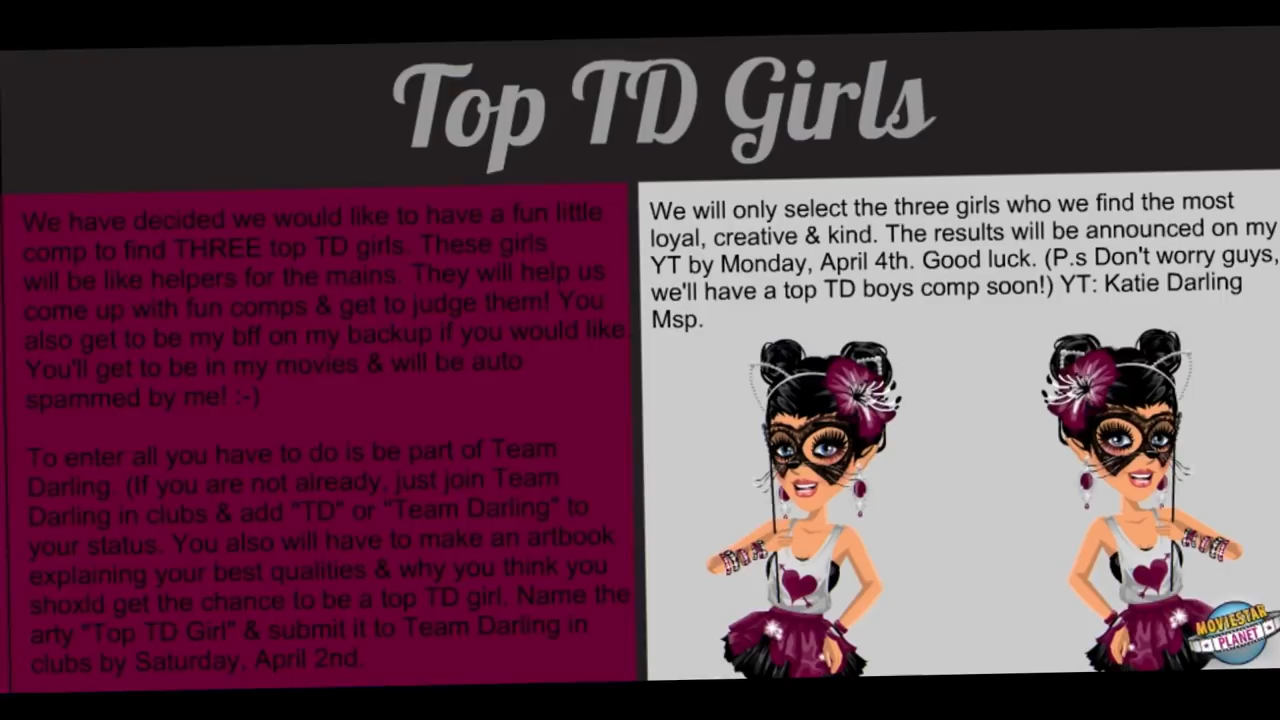 Top TD Girls
We have decided we would like to have a fun little
comp to find THREE top TD girls. These girls
will be like helpers for the mains. They will help us
come up with fun comps & get to judge them! You
also get to be my bff on my backup if you would like.
You'll get to be in my movies & will be auto
spammed by me! :-)
To enter all you have to do is be part of Team
Darling. (If you are not already, just join Team
Darling in clubs & add "TD" or "Team Darling" to
your status. You also will have to make an artbook
explaining your best qualities & why you think you
shoxld get the chance to be a top TD girl. Name the
arty "Top TD Girl" & submit it to Team Darling in
clubs by Saturday, April 2nd.
We will only select the three girls who we find the most
loyal, creative & kind. The results will be announced on my
YT by Monday, April 4th. Good luck. (P.s Don't worry guys,
we'll have a top TD boys comp soon!) YT: Katie Darling
Msp.
MOVIESTAR
PLANET